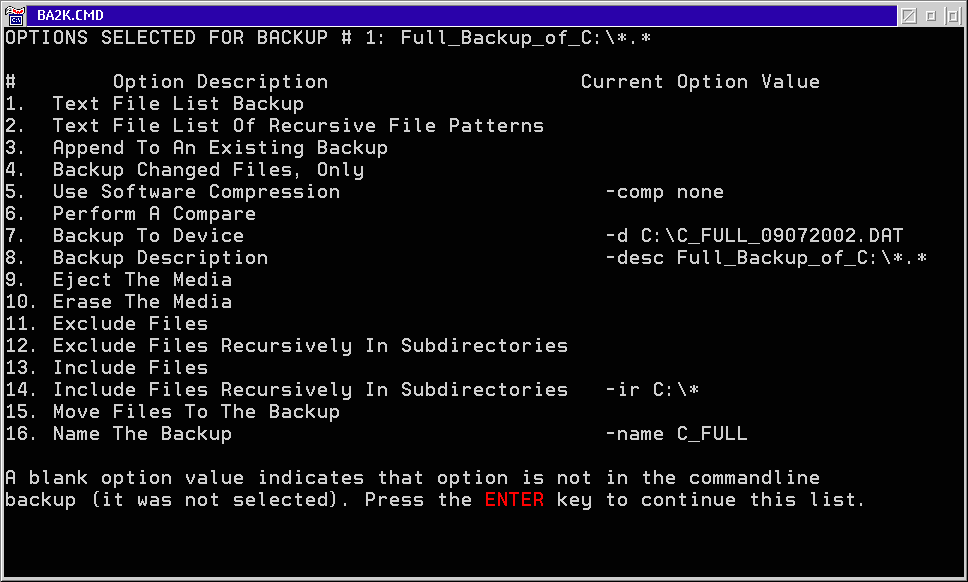 BA2K.CMD
OPTIONS SELECTED FOR BACKUP # 1: Full_Backup_of_C:\*.*
#        Option Description                     Current Option Value
1.  Text File List Backup
2.  Text File List Of Recursive File Patterns
3.  Append To An Existing Backup
4.  Backup Changed Files, Only
5.  Use Software Compression                      -comp none
6.  Perform A Compare
7.  Backup To Device                              -d C:\C_FULL_09072002.DAT
8.  Backup Description                            -desc Full_Backup_of_C:\*.*
9.  Eject The Media
10. Erase The Media
11. Exclude Files
12. Exclude Files Recursively In Subdirectories
13. Include Files
14. Include Files Recursively In Subdirectories   -ir C:\*
15. Move Files To The Backup
16. Name The Backup                               -name C_FULL
A blank option value indicates that option is not in the commandline
backup (it was not selected). Press the ENTER key to continue this list.